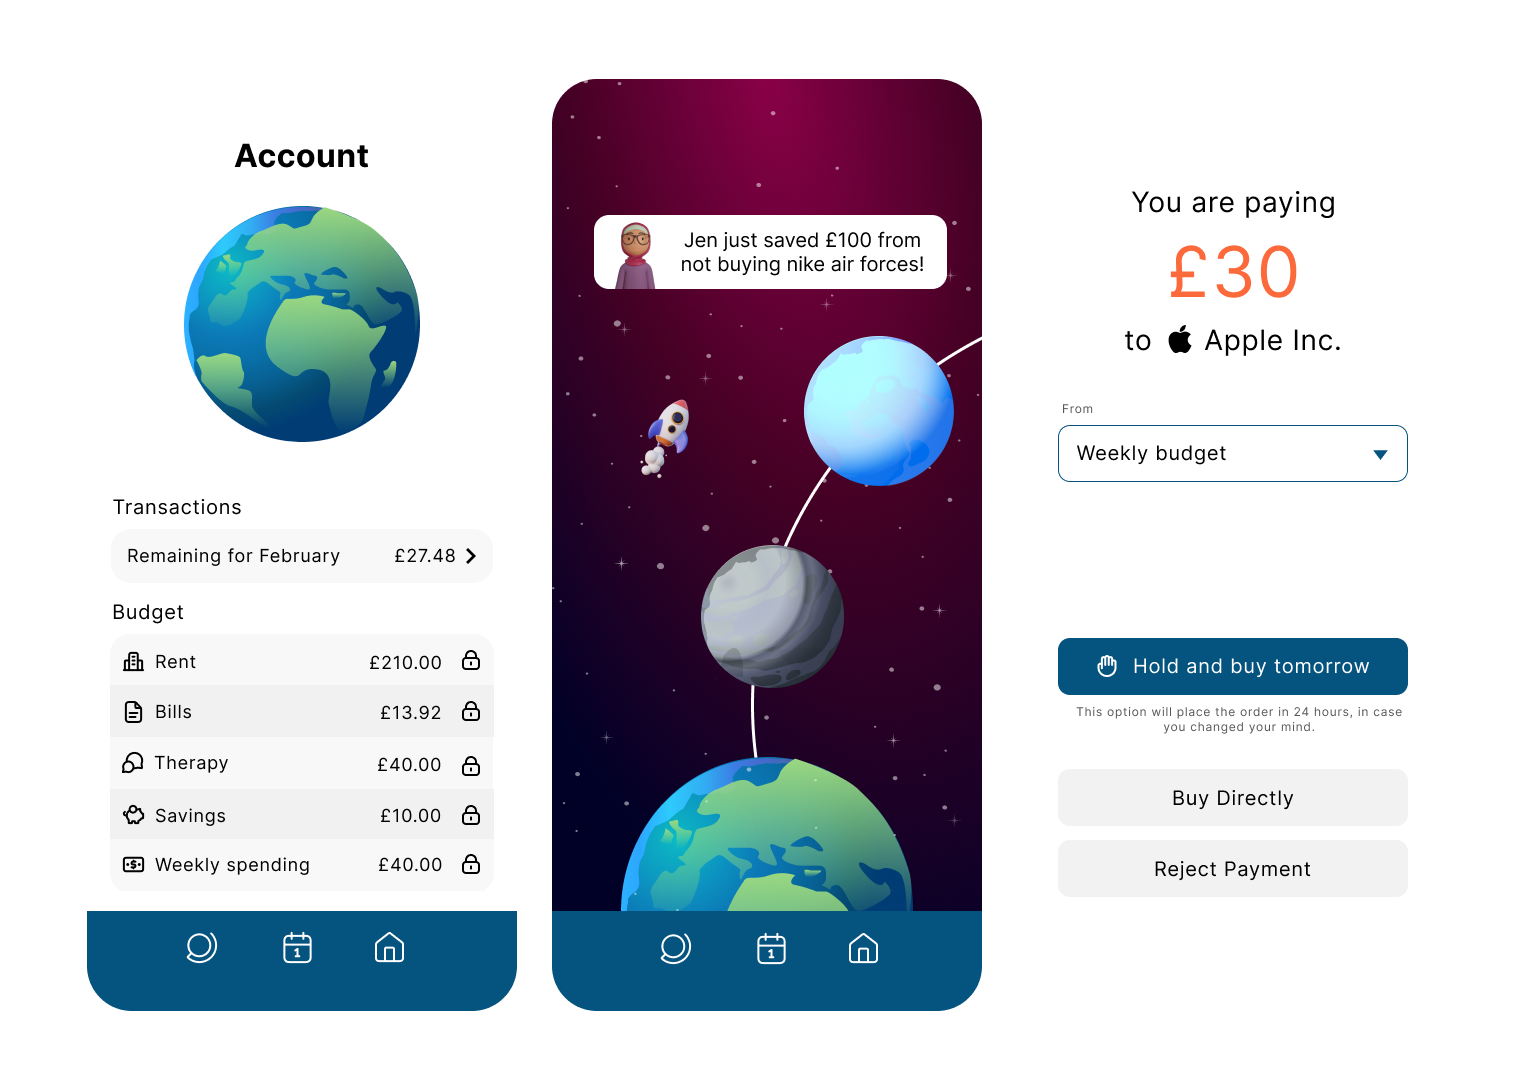 Account
Transactions
Remaining for February £27.48
Budget
Rent £210.00
Bills £13.92
Therapy £40.00
Savings £10.00
Weekly spending £40.00
1
Jen just saved £100 from
not buying nike air forces!
1
You are paying
£30
to Apple Inc.
From
Weekly budget
Hold and buy tomorrow
This option will place the order in 24 hours, in case
you changed your mind.
Buy Directly
Reject Payment